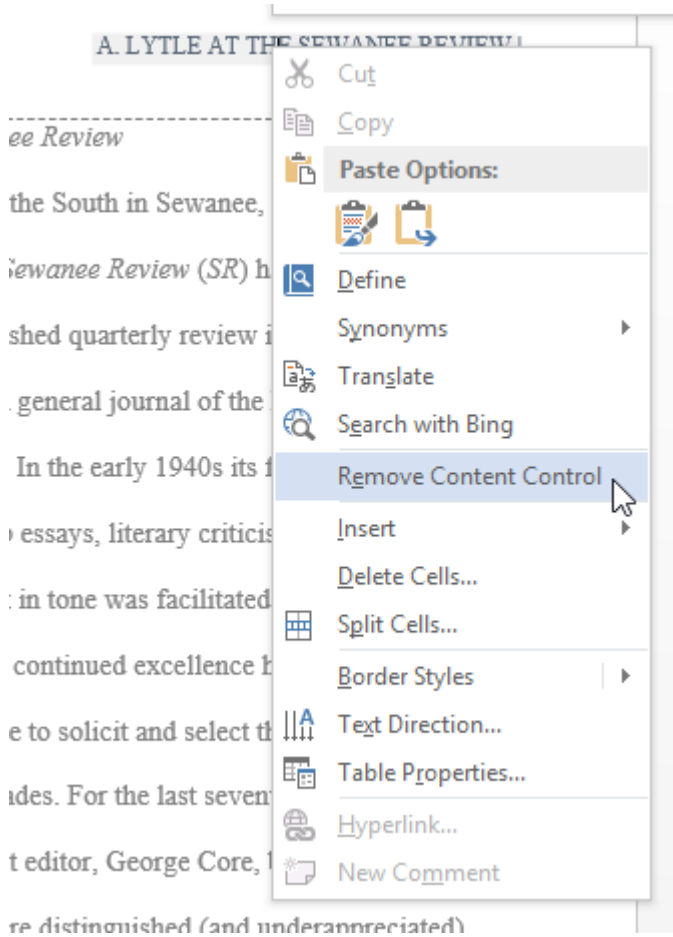 A. LYTLE AT THE SEWANEE REVIEW
ee Review
the South in Sewanee,
Sewanee Review (SR) h
shed quarterly review i
general journal of the
In the early 1940s its f
essays, literary criticis
in tone was facilitated
continued excellence h
e to solicit and select th
ades. For the last seven
t editor, George Core,
re distinguished (and underappreciated)
Cut
Copy
Paste Options:
Define
Synonyms
Translate
Search with Bing
Remove Content Control
Insert
Delete Cells...
Split Cells...
Border Styles
Text Direction...
Table Properties...
Hyperlink...
New Comment